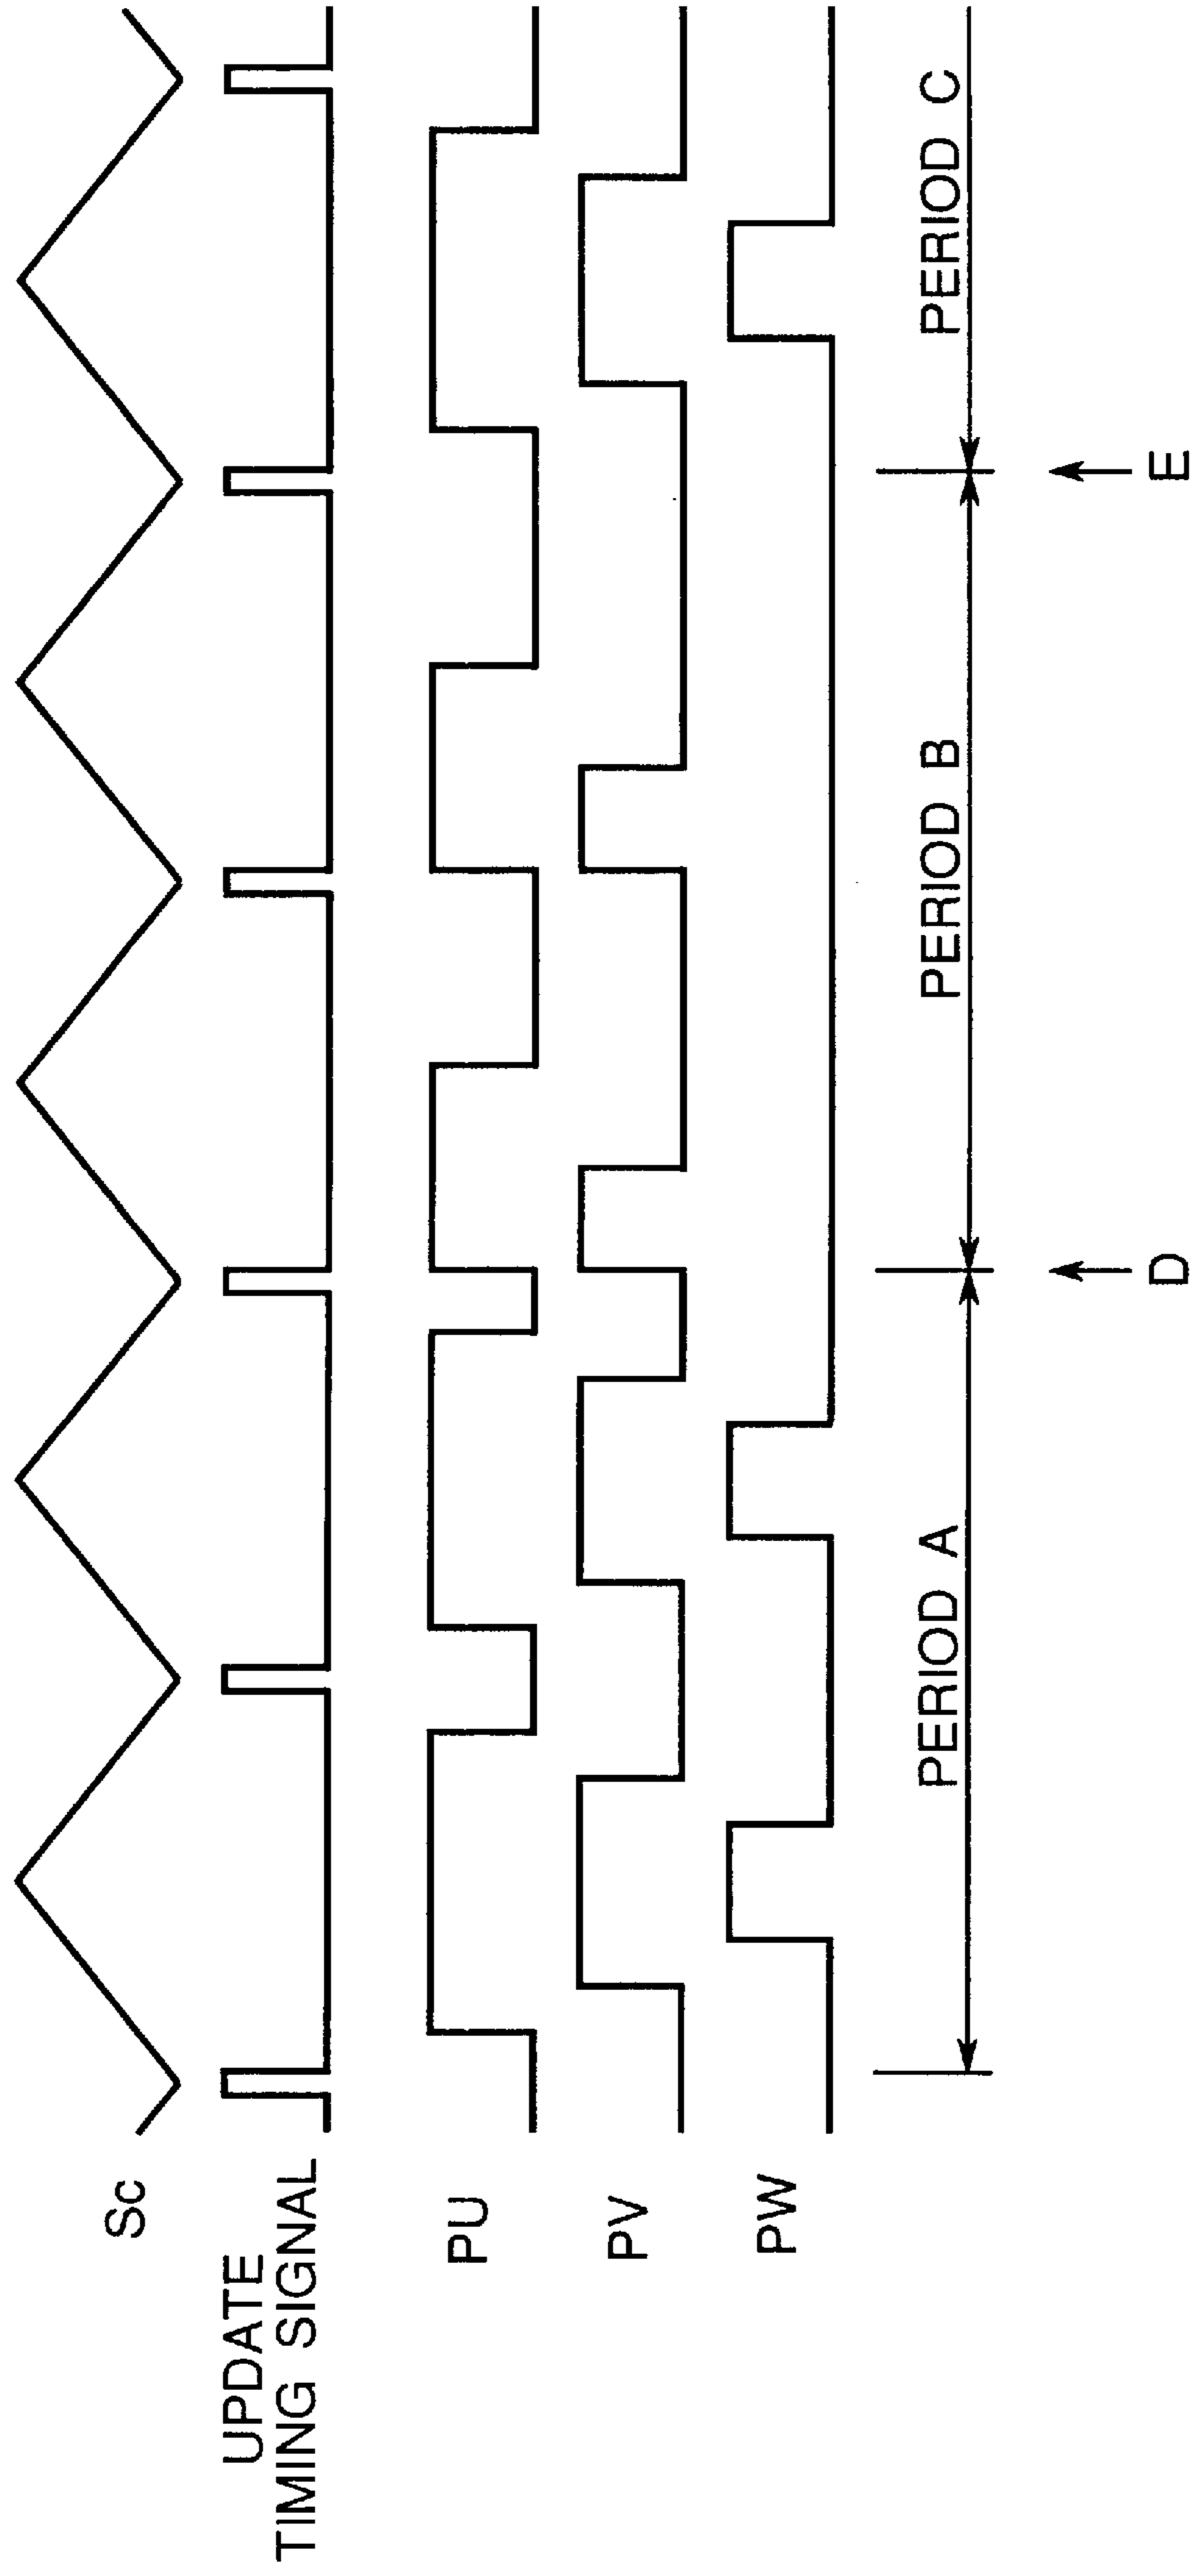 Sc
UPDATE
TIMING SIGNAL
PU
PV
PW
PERIOD A
PERIOD B
PERIOD C
D
E